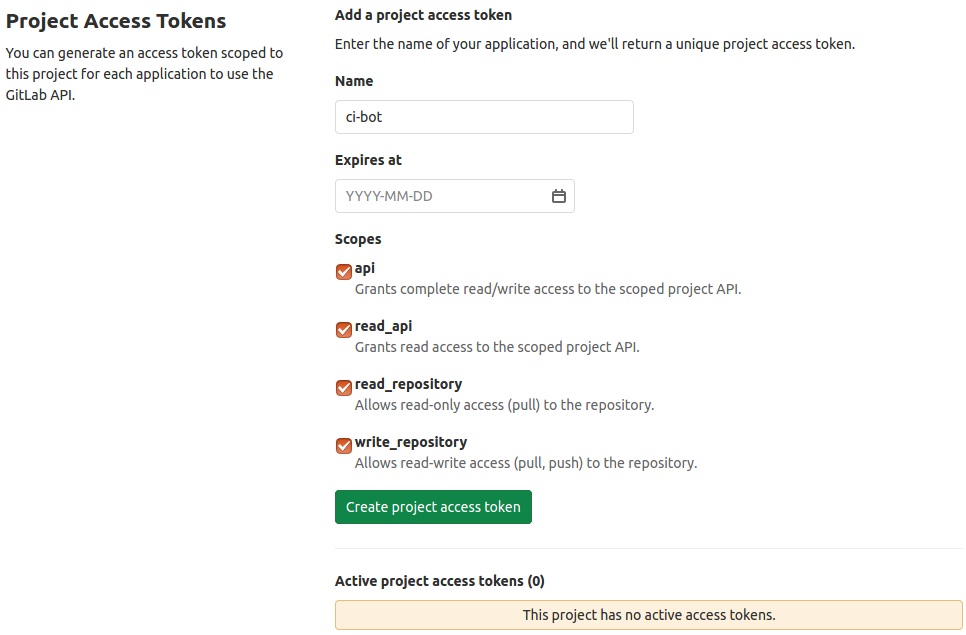 Project Access Tokens
You can generate an access token scoped to
this project for each application to use the
GitLab API.
Add a project access token
Enter the name of your application, and we'll return a unique project access token.
Name
ci-bot
Expires at
YYYY-MM-DD
Scopes
api
Grants complete read/write access to the scoped project API.
read_api
Grants read access to the scoped project API.
read_repository
Allows read-only access (pull) to the repository.
write_repository
Allows read-write access (pull, push) to the repository.
Create project access token
Active project access tokens (0)
This project has no active access tokens.